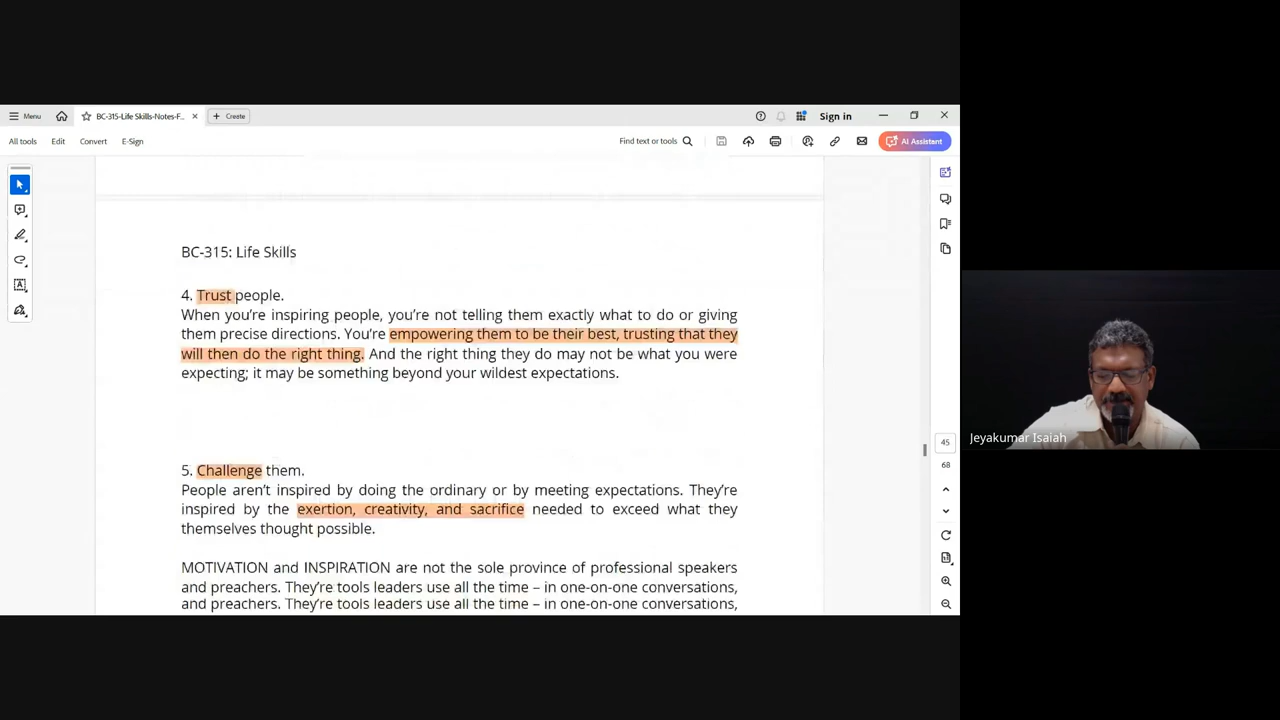 Menu
BC-315-Life Skills-Notes-F...
Create
Sign in
All tools
Edit
Convert
E-Sign
Find text or tools
AI Assistant
BC-315: Life Skills
4. Trust people.
When you're inspiring people, you're not telling them exactly what to do or giving
them precise directions. You're empowering them to be their best, trusting that they
will then do the right thing. And the right thing they do may not be what you were
expecting; it may be something beyond your wildest expectations.
5. Challenge them.
People aren't inspired by doing the ordinary or by meeting expectations. They're
inspired by the exertion, creativity, and sacrifice needed to exceed what they
themselves thought possible.
MOTIVATION and INSPIRATION are not the sole province of professional speakers
and preachers. They're tools leaders use all the time – in one-on-one conversations,
and preachers. They're tools leaders use all the time – in one-on-one conversations,
45
68
Jeyakumar Isaiah